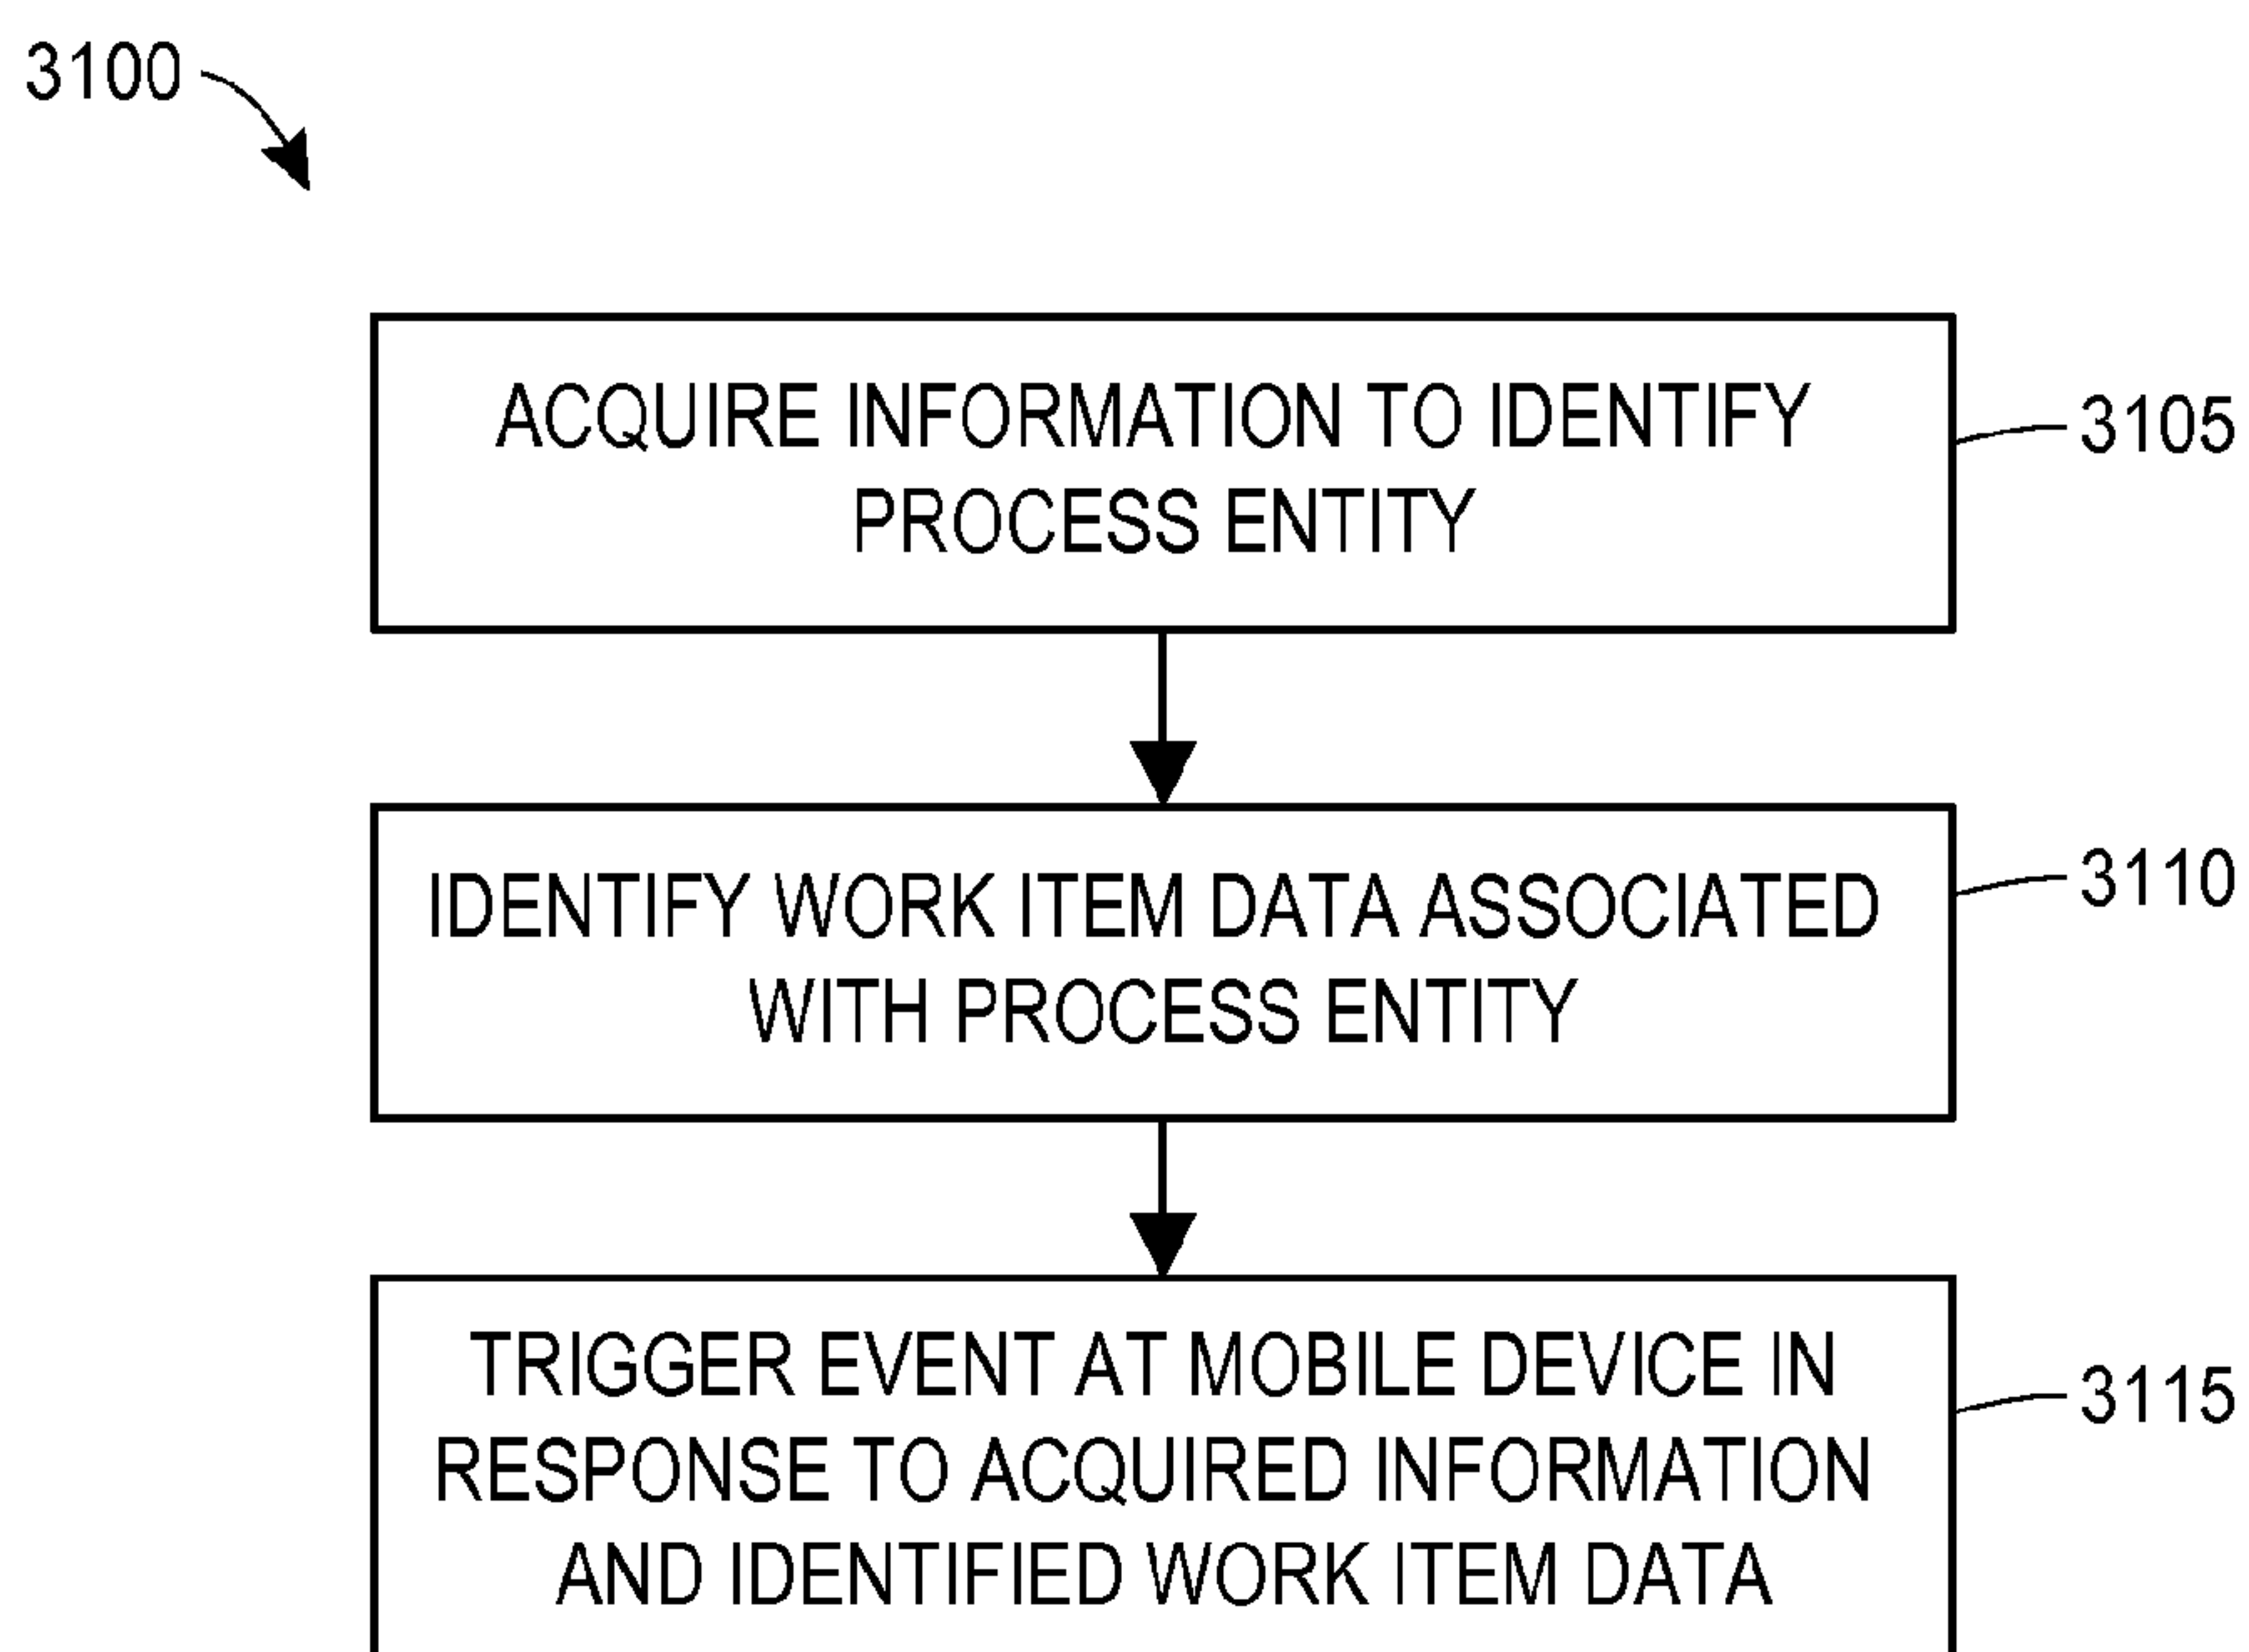 3100
ACQUIRE INFORMATION TO IDENTIFY
PROCESS ENTITY
3105
IDENTIFY WORK ITEM DATA ASSOCIATED
WITH PROCESS ENTITY
3110
TRIGGER EVENT AT MOBILE DEVICE IN
RESPONSE TO ACQUIRED INFORMATION
AND IDENTIFIED WORK ITEM DATA
3115